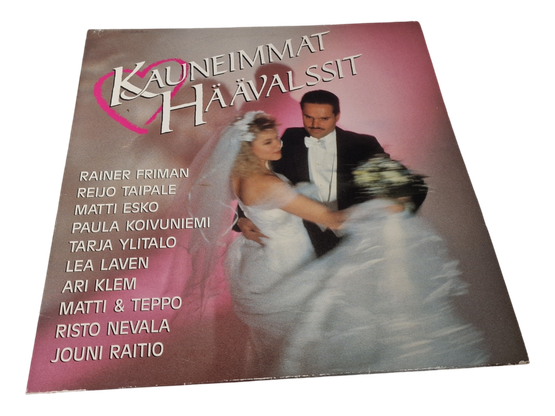 KAUNEIMMAT
HÄÄVALSSIT
RAINER FRIMAN
REIJO TAIPALE
MATTI ESKO
PAULA KOIVUNIEMI
TARJA YLITALO
LEA LAVEN
ARI KLEM
MATTI & TEPPO
RISTO NEVALA
JOUNI RAITIO